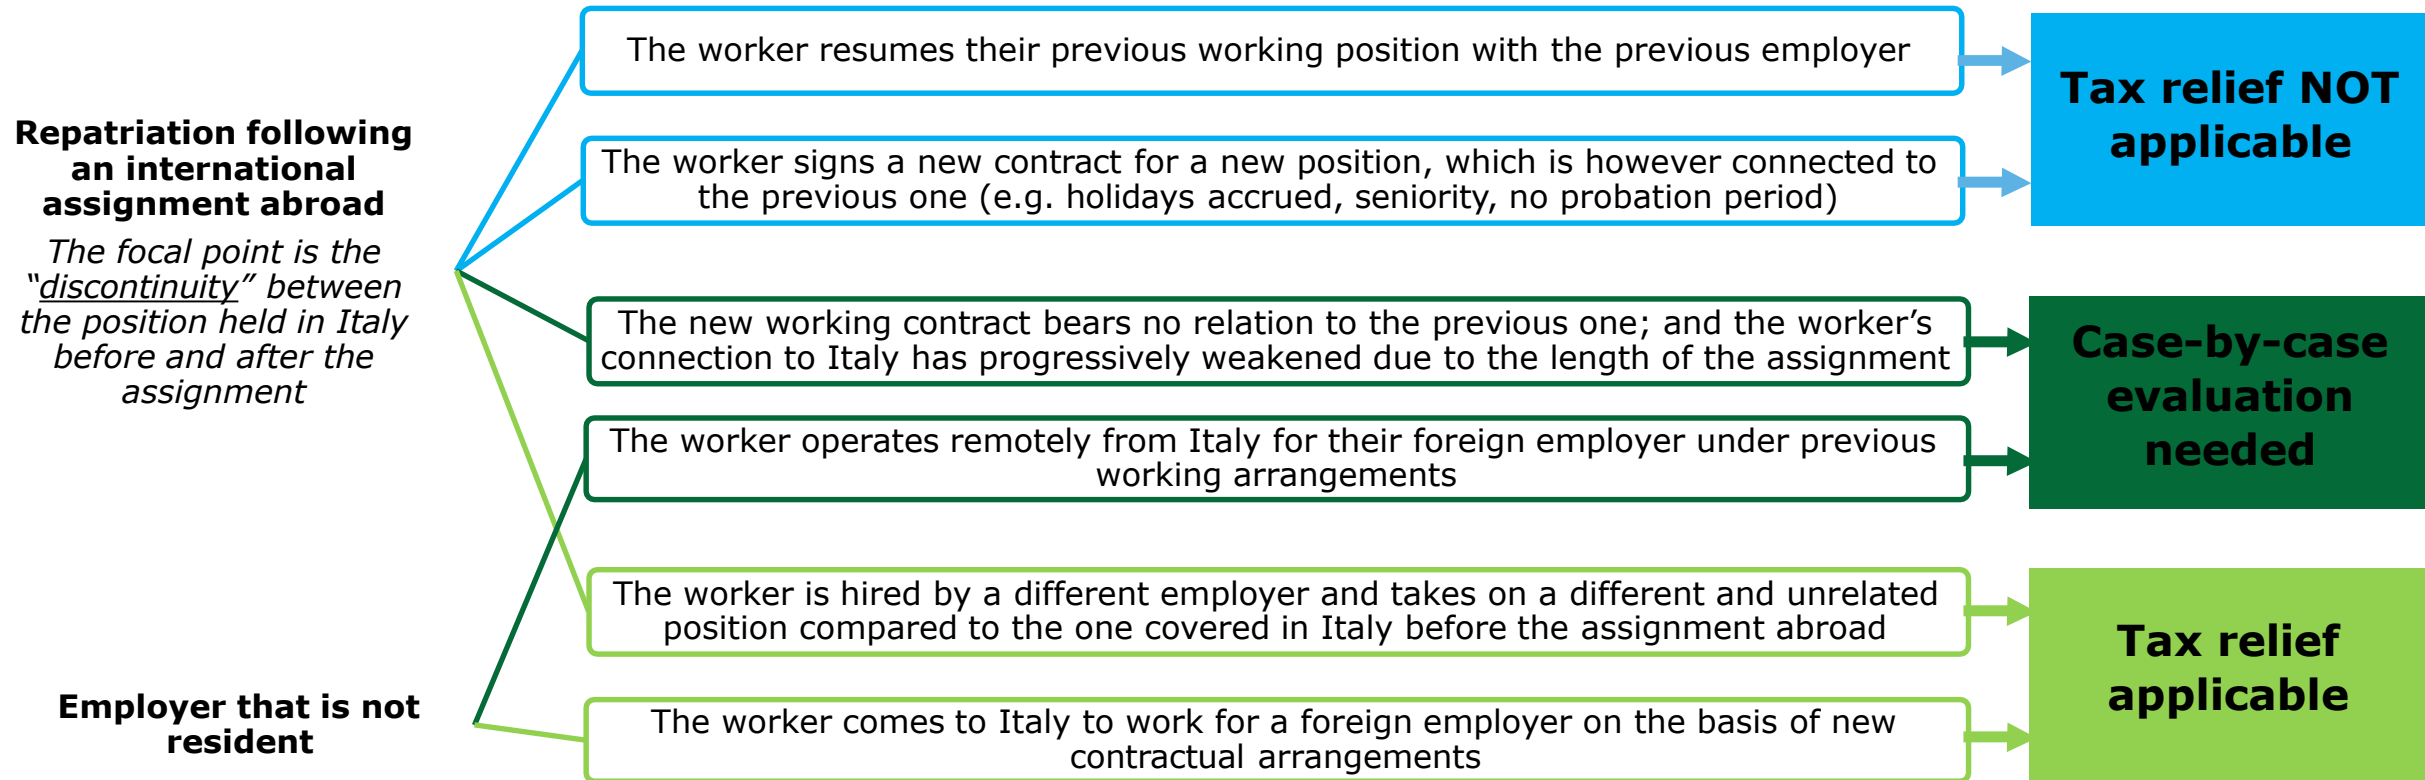 Repatriation following
an international
assignment abroad
The focal point is the
“discontinuity” between
the position held in Italy
before and after the
assignment
Employer that is not
resident
The worker resumes their previous working position with the previous employer
The worker signs a new contract for a new position, which is however connected to
the previous one (e.g. holidays accrued, seniority, no probation period)
The new working contract bears no relation to the previous one; and the worker’s
connection to Italy has progressively weakened due to the length of the assignment
The worker operates remotely from Italy for their foreign employer under previous
working arrangements
The worker is hired by a different employer and takes on a different and unrelated
position compared to the one covered in Italy before the assignment abroad
The worker comes to Italy to work for a foreign employer on the basis of new
contractual arrangements
Tax relief NOT
applicable
Case-by-case
evaluation
needed
Tax relief
applicable